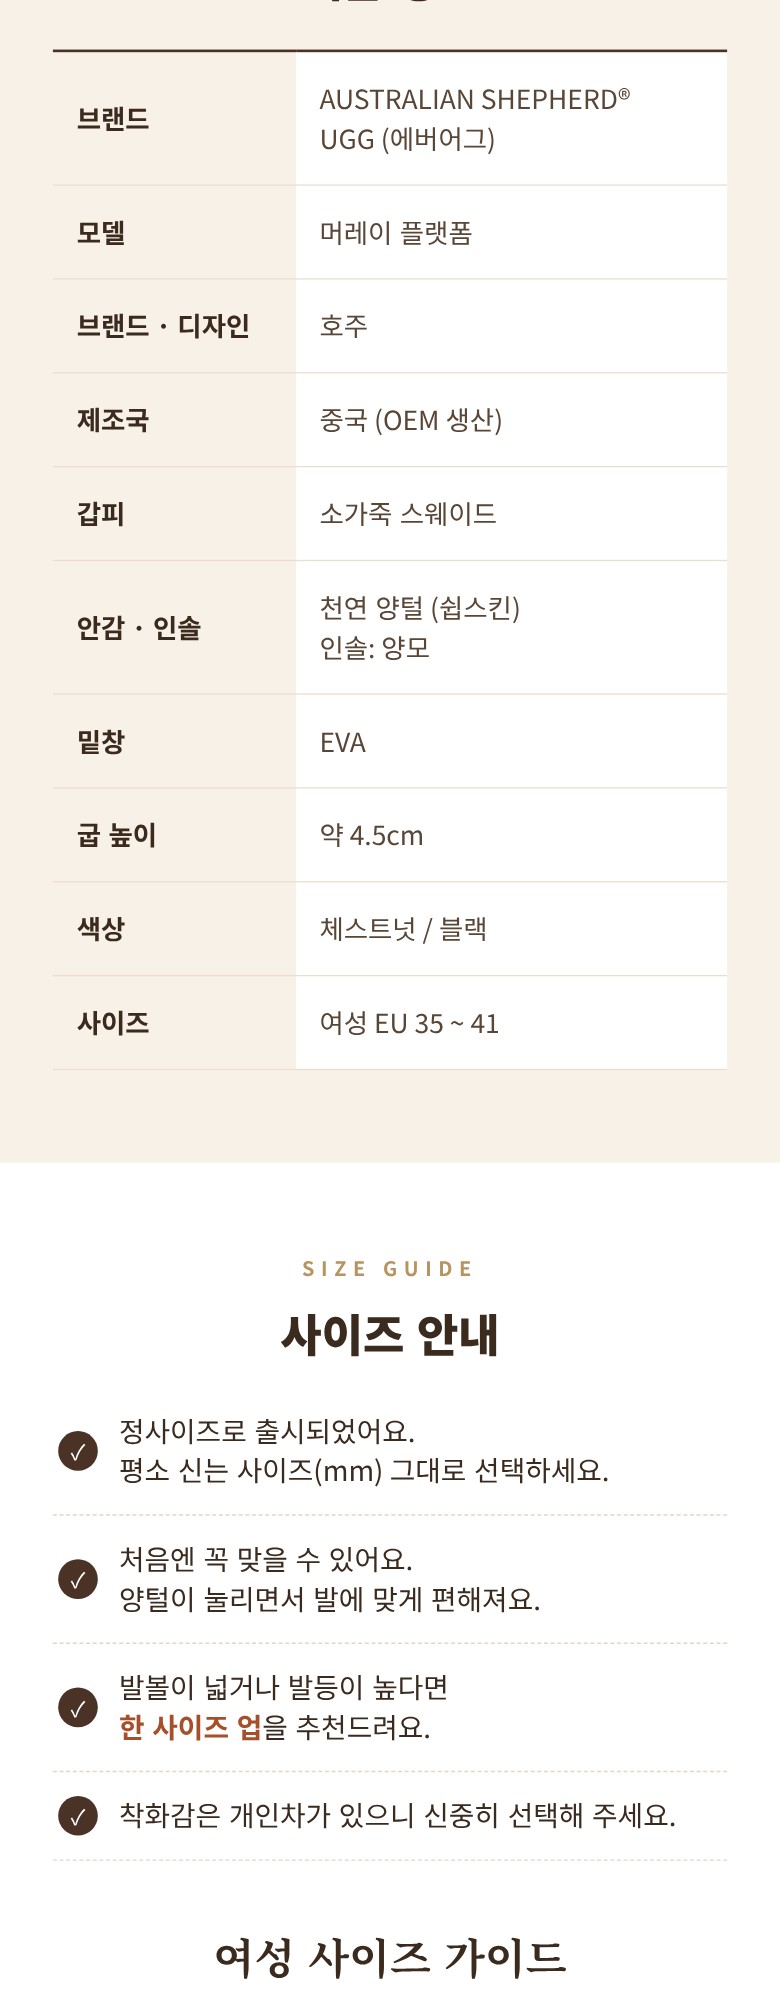 브랜드
AUSTRALIAN SHEPHERD®
UGG (에버어그)
모델
머레이 플랫폼
브랜드 · 디자인
호주
제조국
중국 (OEM 생산)
갑피
소가죽 스웨이드
안감 · 인솔
천연 양털 (쉽스킨)
인솔: 양모
밑창
EVA
굽 높이
약 4.5cm
색상
체스트넛 / 블랙
사이즈
여성 EU 35 ~ 41
SIZE GUIDE
사이즈 안내
정사이즈로 출시되었어요.
평소 신는 사이즈(mm) 그대로 선택하세요.
처음엔 꼭 맞을 수 있어요.
양털이 눌리면서 발에 맞게 편해져요.
발볼이 넓거나 발등이 높다면
한 사이즈 업을 추천드려요.
착화감은 개인차가 있으니 신중히 선택해 주세요.
여성 사이즈 가이드